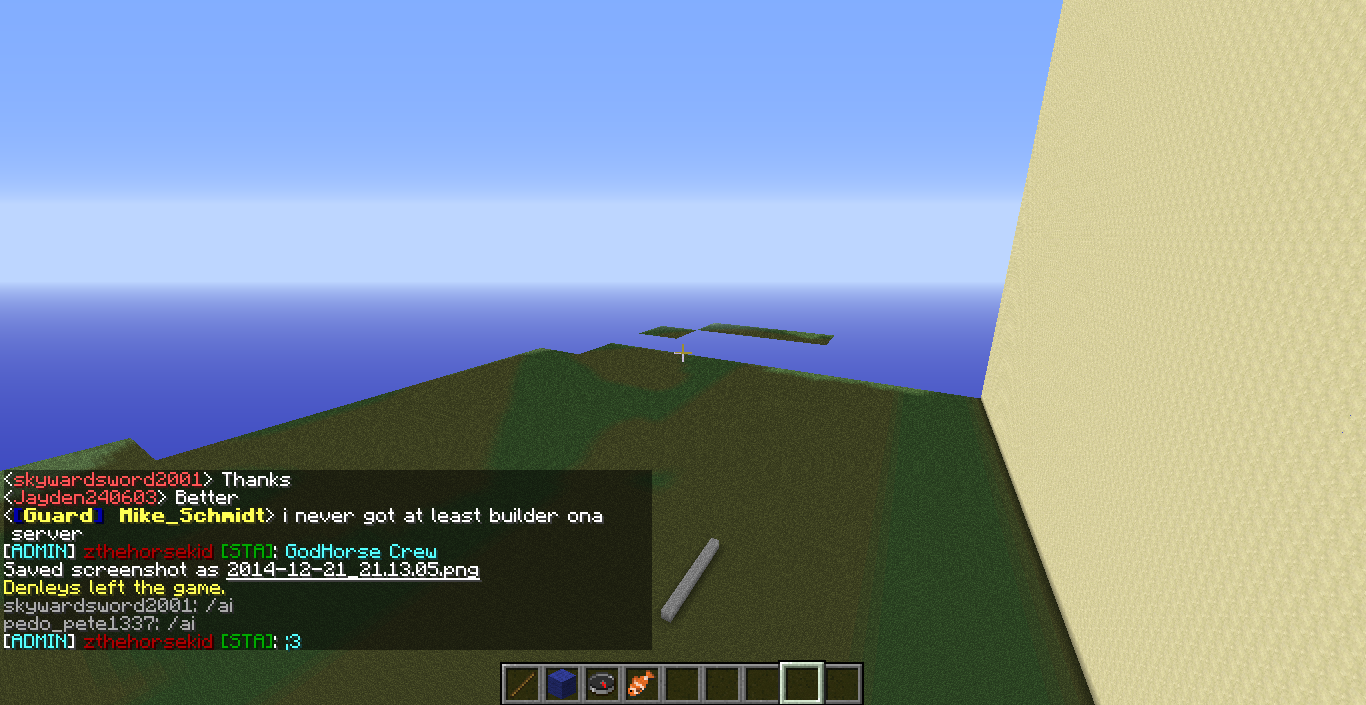 <skywardsword2001> Thanks
<Jayden240603> Better
<[Guard] Mike_Schmidt> i never got at least builder ona
server
[ADMIN] zthehorsekid [STA]: GodHorse Crew
Saved screenshot as 2014-12-21_21.13.05.png
Denleys left the game.
skywardsword2001: /ai
pedo_pete1337: /ai
[ADMIN] zthehorsekid [STA]: ;3